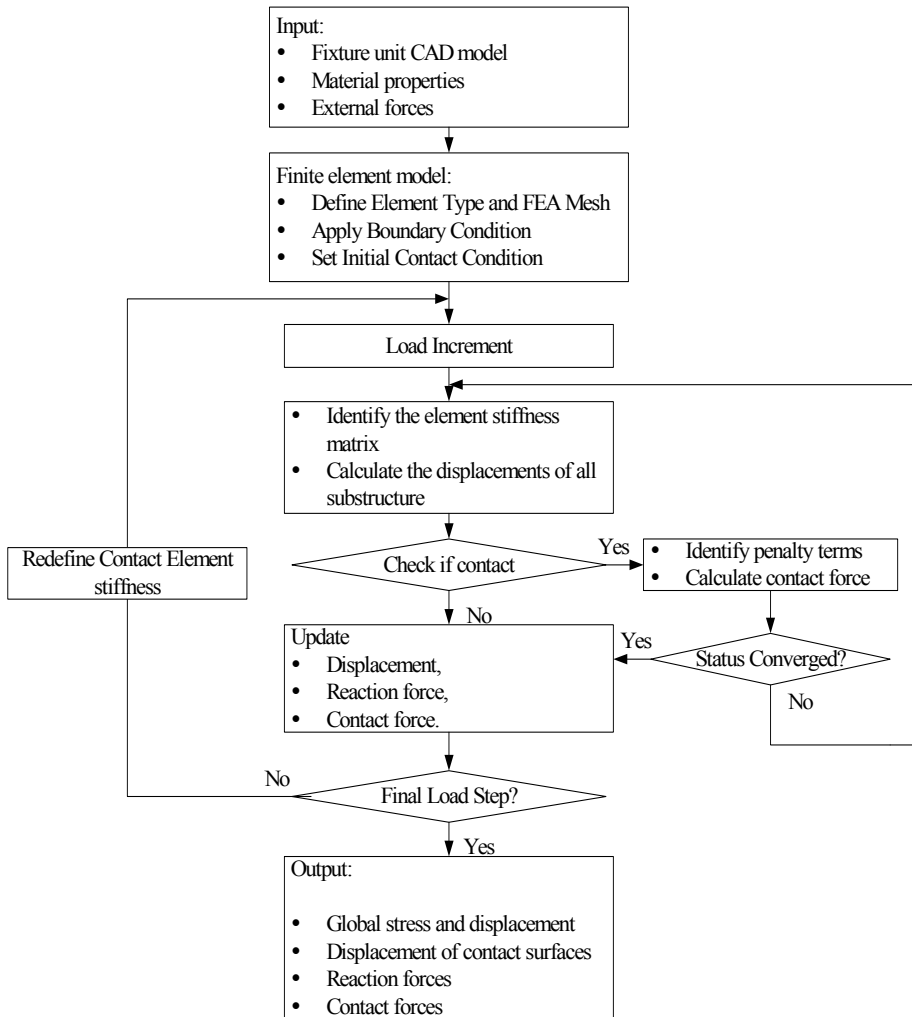 Input:
• Fixture unit CAD model
• Material properties
• External forces
Finite element model:
• Define Element Type and FEA Mesh
• Apply Boundary Condition
• Set Initial Contact Condition
Load Increment
• Identify the element stiffness
matrix
• Calculate the displacements of all
substructure
Redefine Contact Element
stiffness
Check if contact
Yes
• Identify penalty terms
• Calculate contact force
No
Update
• Displacement,
• Reaction force,
• Contact force.
Yes
Status Converged?
No
No
Final Load Step?
Yes
Output:
• Global stress and displacement
• Displacement of contact surfaces
• Reaction forces
• Contact forces